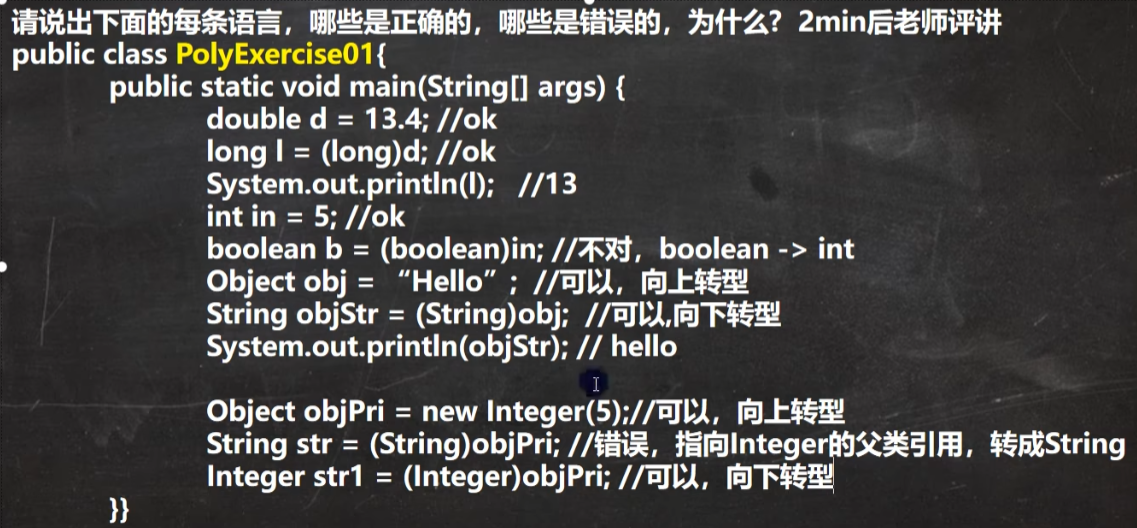 请说出下面的每条语言，哪些是正确的，哪些是错误的，为什么？2min后老师评讲
public class PolyExercise01{
public static void main(String[] args) {
double d = 13.4; //ok
long l = (long)d; //ok
System.out.println(l); //13
int in = 5; //ok
boolean b = (boolean)in; //不对，boolean -> int
Object obj = “Hello”; //可以，向上转型
String objStr = (String)obj; //可以,向下转型
System.out.println(objStr); // hello
Object objPri = new Integer(5);//可以，向上转型
String str = (String)objPri; //错误，指向Integer的父类引用，转成String
Integer str1 = (Integer)objPri; //可以，向下转型
}}